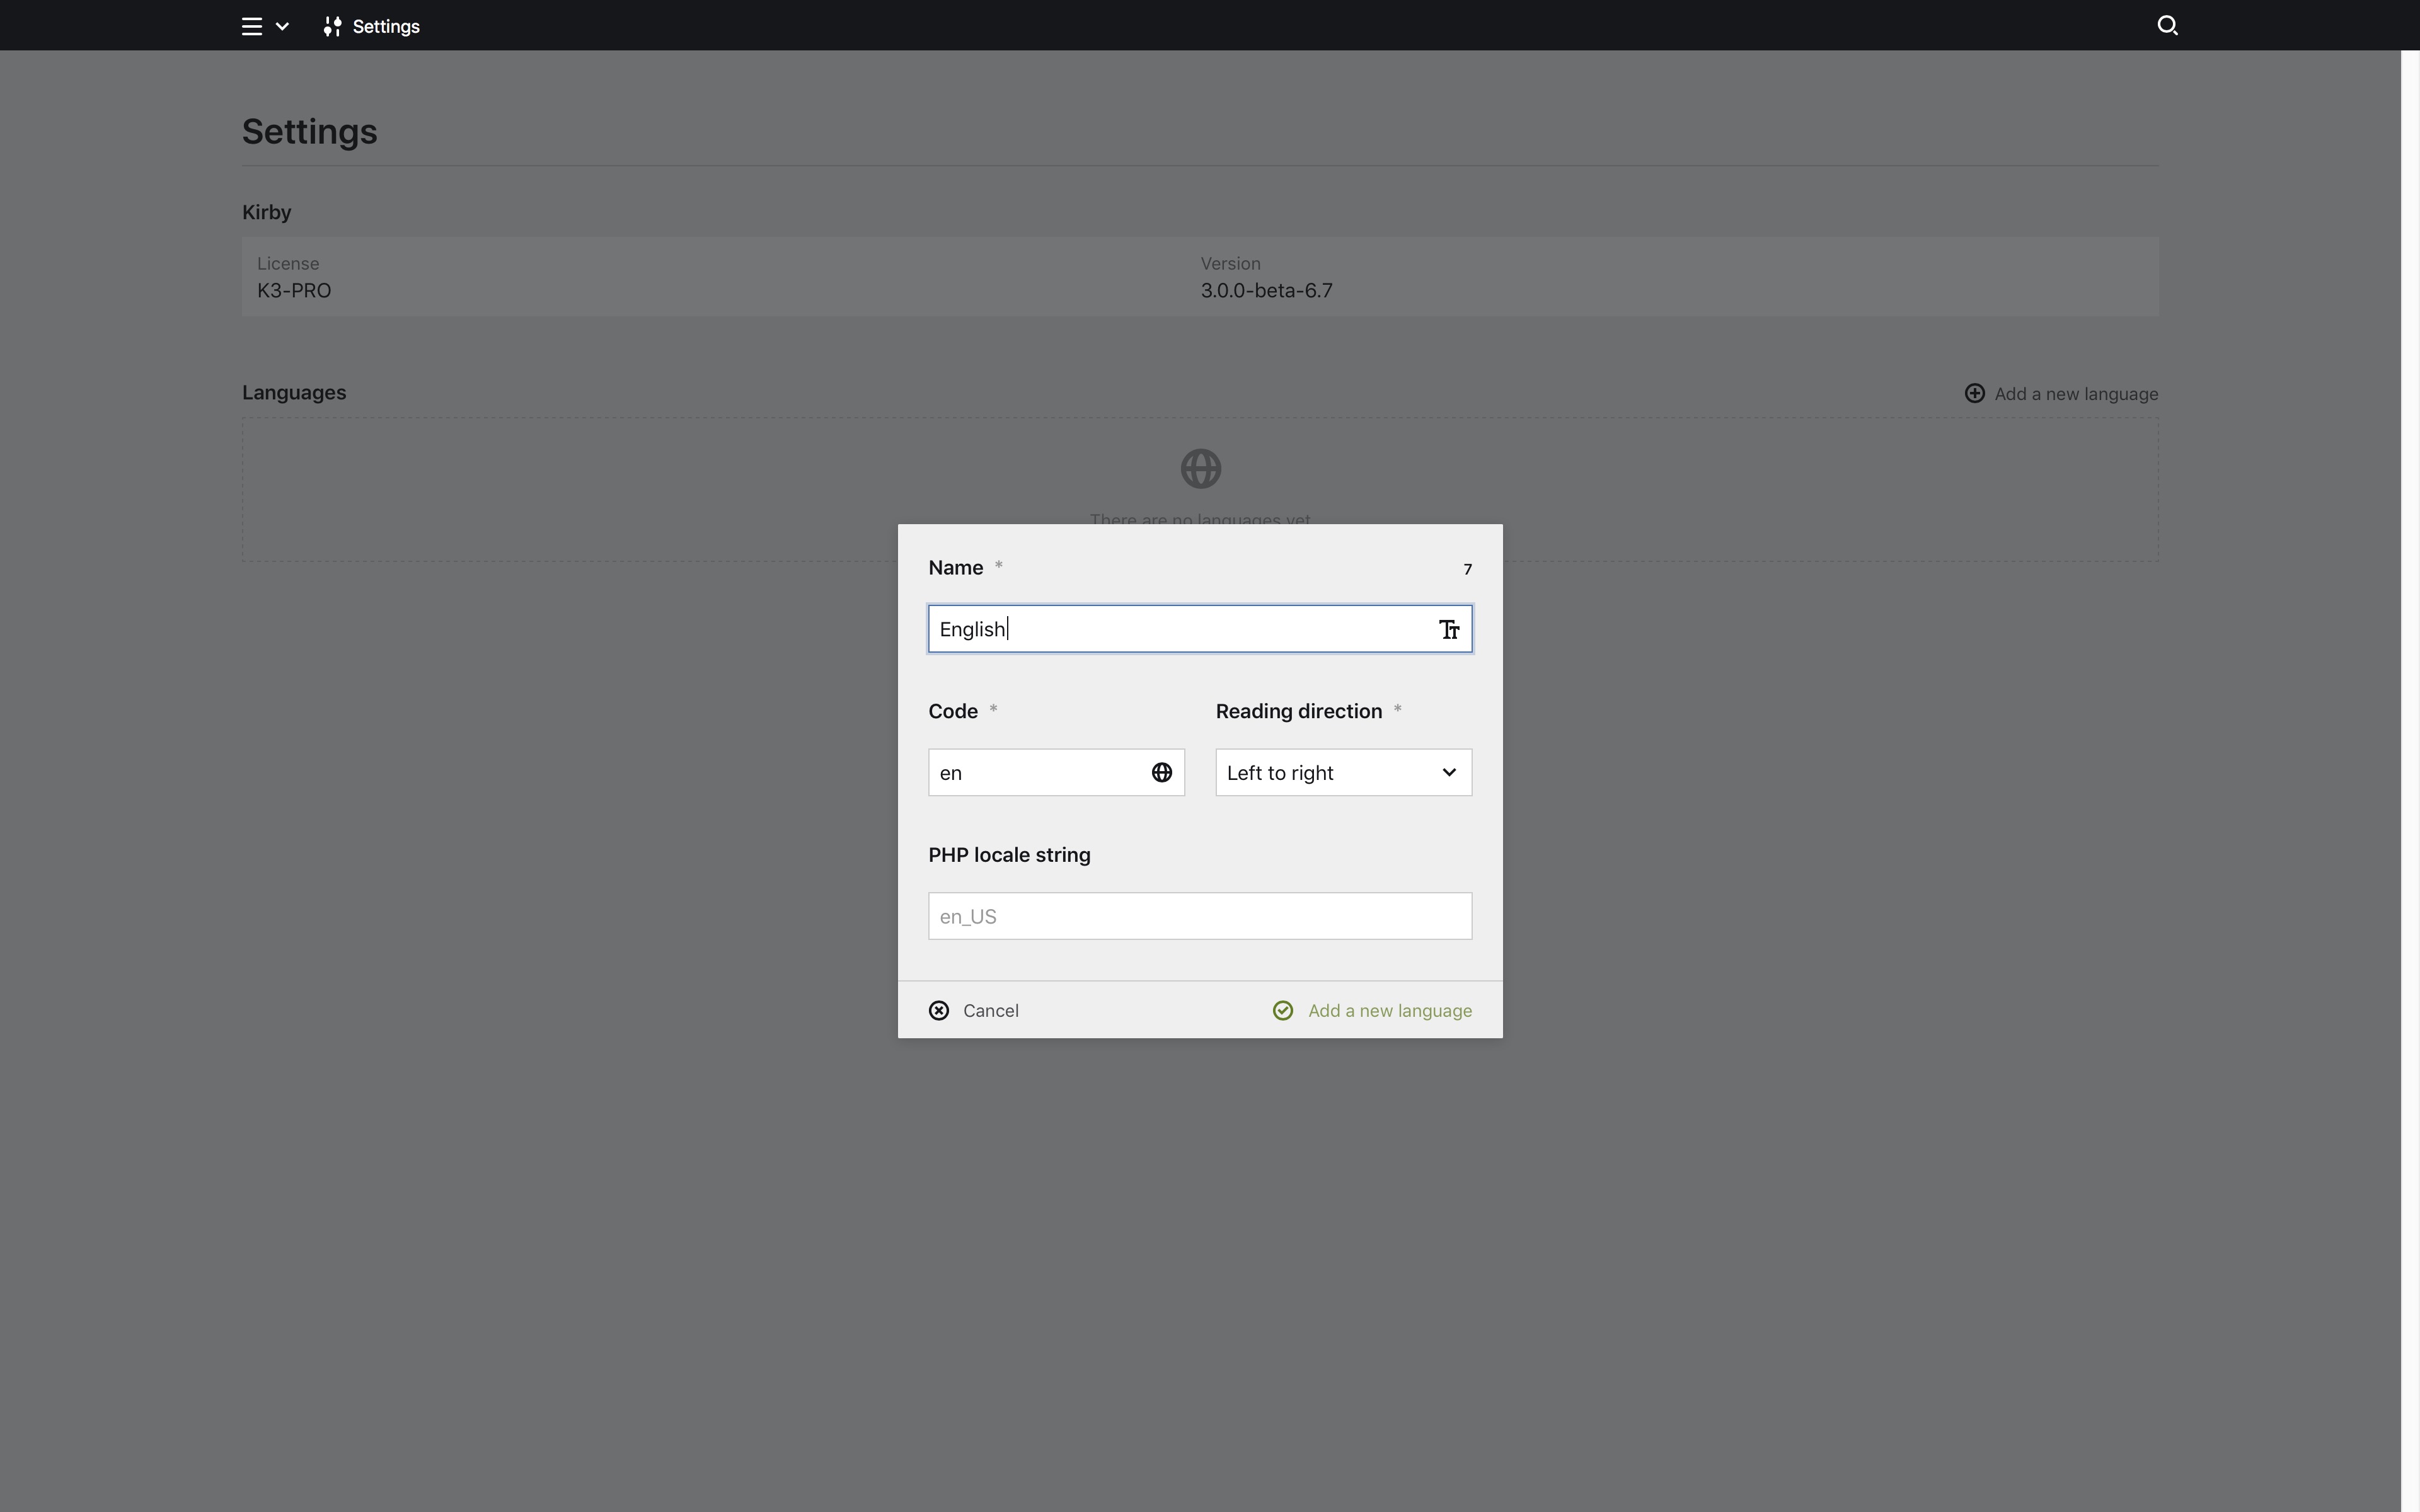 Settings
Settings
Kirby
License
K3-PRO
Version
3.0.0-beta-6.7
Languages
Add a new language
There are no languages yet
Name * 7
English
Code *
en
Reading direction *
Left to right
PHP locale string
en_US
Cancel
Add a new language